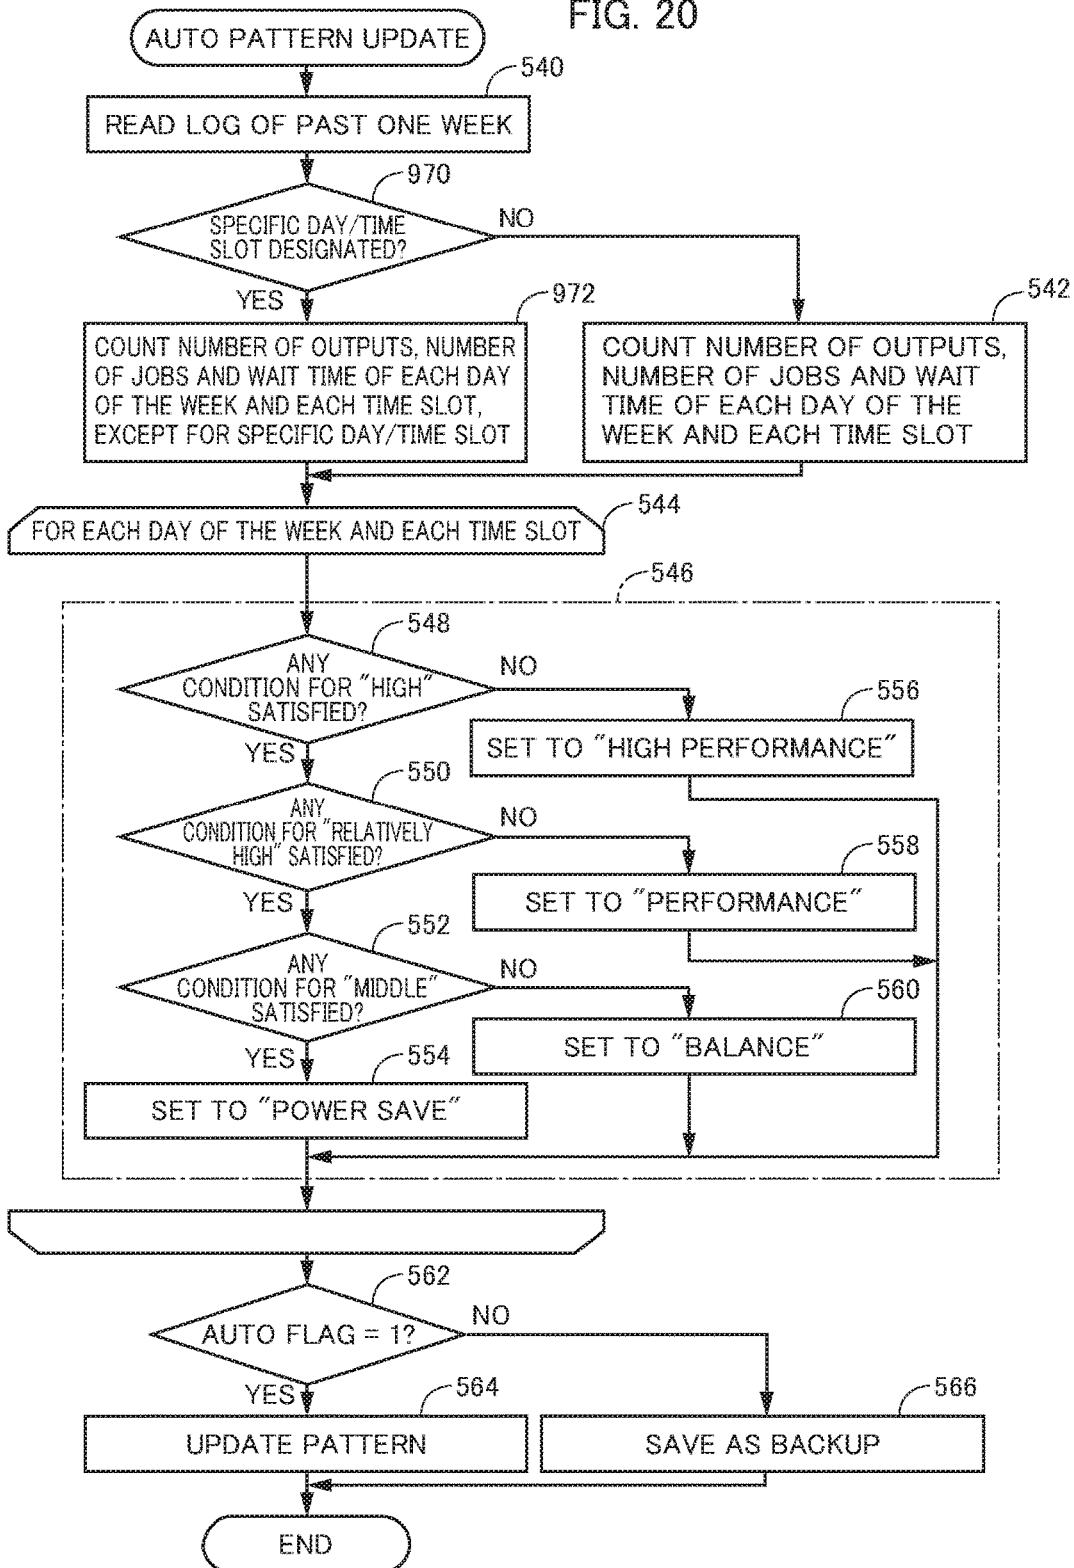 FIG. 20
AUTO PATTERN UPDATE
540
READ LOG OF PAST ONE WEEK
970
SPECIFIC DAY/TIME
SLOT DESIGNATED?
NO
YES
972
COUNT NUMBER OF OUTPUTS, NUMBER
OF JOBS AND WAIT TIME OF EACH DAY
OF THE WEEK AND EACH TIME SLOT,
EXCEPT FOR SPECIFIC DAY/TIME SLOT
542
COUNT NUMBER OF OUTPUTS,
NUMBER OF JOBS AND WAIT
TIME OF EACH DAY OF THE
WEEK AND EACH TIME SLOT
544
FOR EACH DAY OF THE WEEK AND EACH TIME SLOT
546
548
ANY
CONDITION FOR "HIGH"
SATISFIED?
NO
YES
556
SET TO "HIGH PERFORMANCE"
550
ANY
CONDITION FOR "RELATIVELY
HIGH" SATISFIED?
NO
YES
558
SET TO "PERFORMANCE"
552
ANY
CONDITION FOR "MIDDLE"
SATISFIED?
NO
YES
560
SET TO "BALANCE"
554
SET TO "POWER SAVE"
562
AUTO FLAG = 1?
NO
YES
564
UPDATE PATTERN
566
SAVE AS BACKUP
END